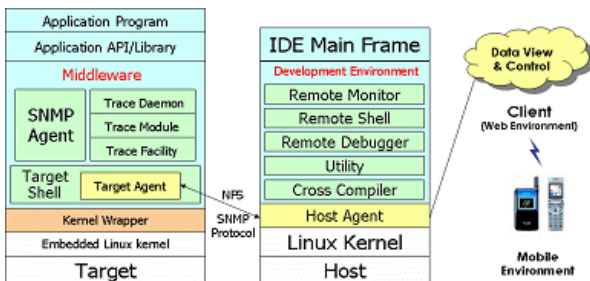 Application Program
Application API/Library
Middleware
SNMP
Agent
Trace Daemon
Trace Module
Trace Facility
Target
Shell
Target Agent
Kernel Wrapper
Embedded Linux kernel
Target
NPS
SNMP
Protocol
IDE Main Frame
Development Environment
Remote Monitor
Remote Shell
Remote Debugger
Utility
Cross Compiler
Host Agent
Linux Kernel
Host
Data View
& Control
Client
(Web Environment)
Mobile
Environment